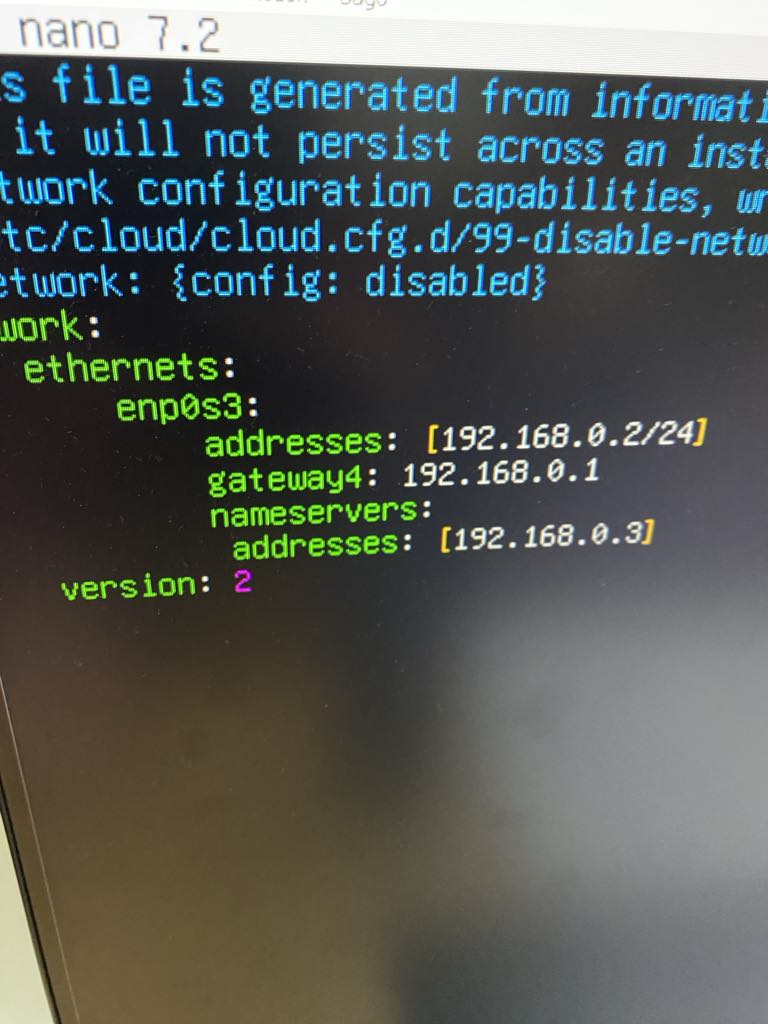 nano 7.2
s file is generated from informati
it will not persist across an inst
twork configuration capabilities, wr
tc/cloud/cloud.cfg.d/99-disable-netw
etwork: {config: disabled}
work:
ethernets:
enp0s3:
addresses: [192.168.0.2/24]
gateway4: 192.168.0.1
nameservers:
addresses: [192.168.0.3]
version: 2